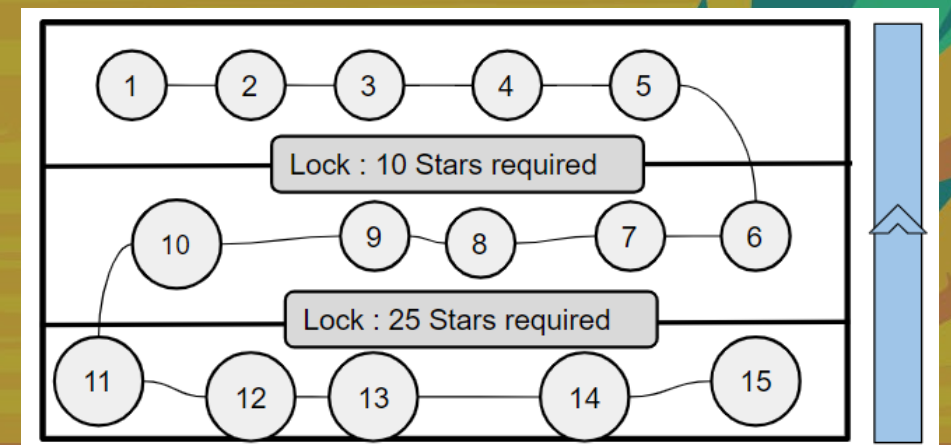 1 2 3 4 5
Lock : 10 Stars required
10 9 8 7 6
Lock : 25 Stars required
11 12 13 14 15